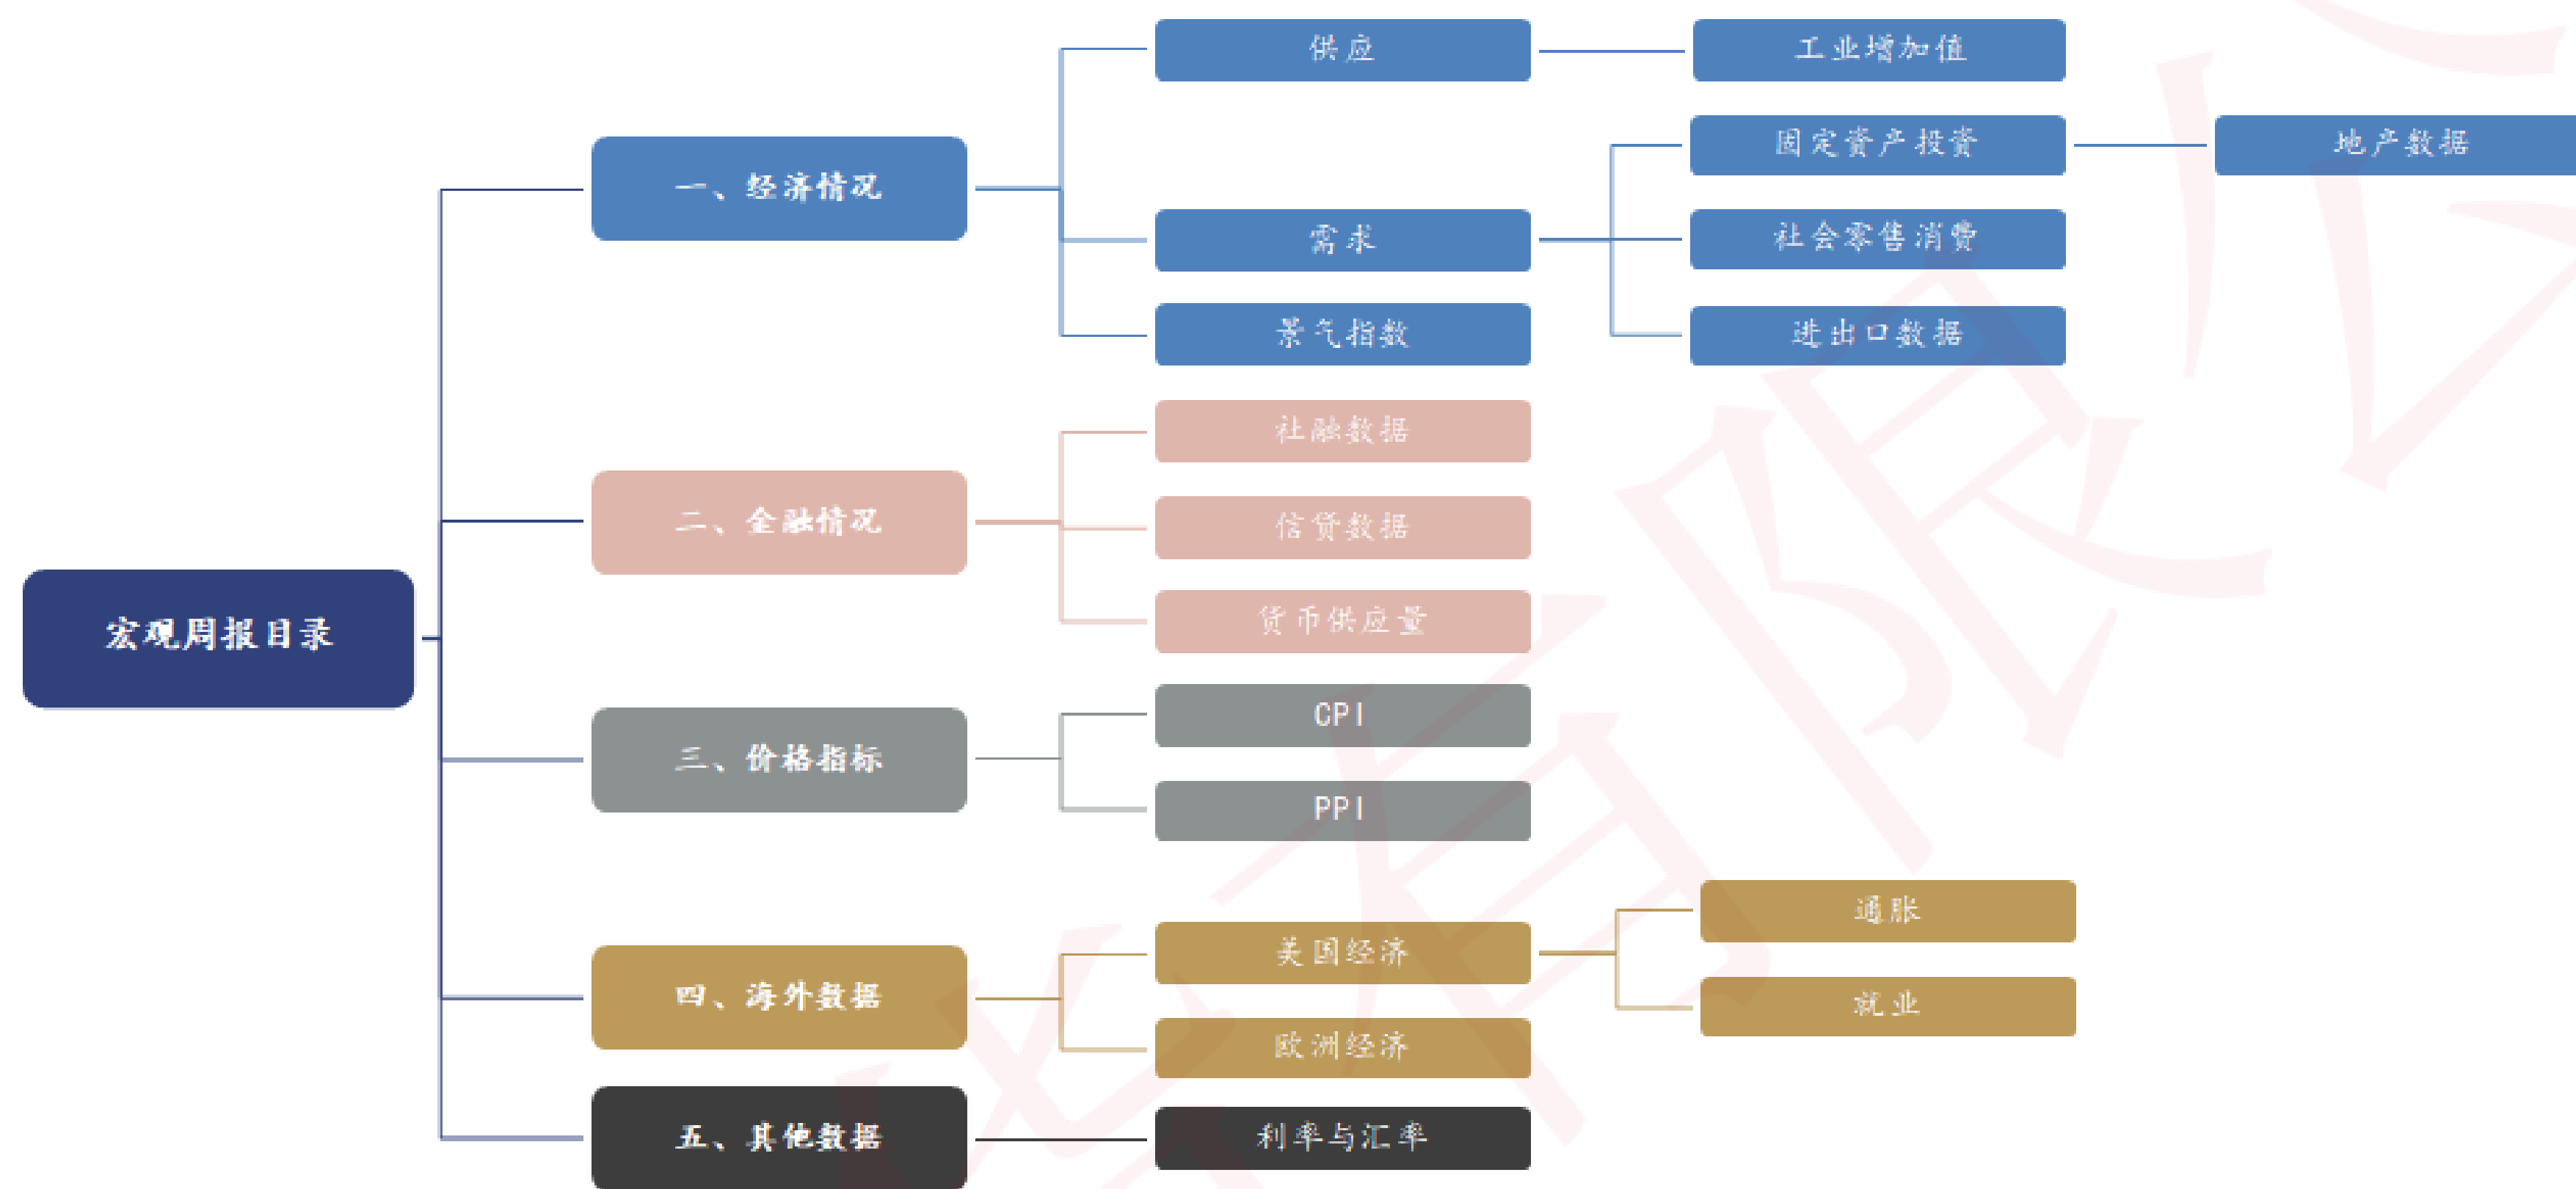 宏观周报目录
一、经济情况
供应
工业增加值
需求
固定资产投资
地产数据
社会零售消费
进出口数据
景气指数
二、金融情况
社融数据
信贷数据
货币供应量
三、价格指标
CPI
PPI
四、海外数据
美国经济
通胀
就业
欧洲经济
五、其他数据
利率与汇率
有限公